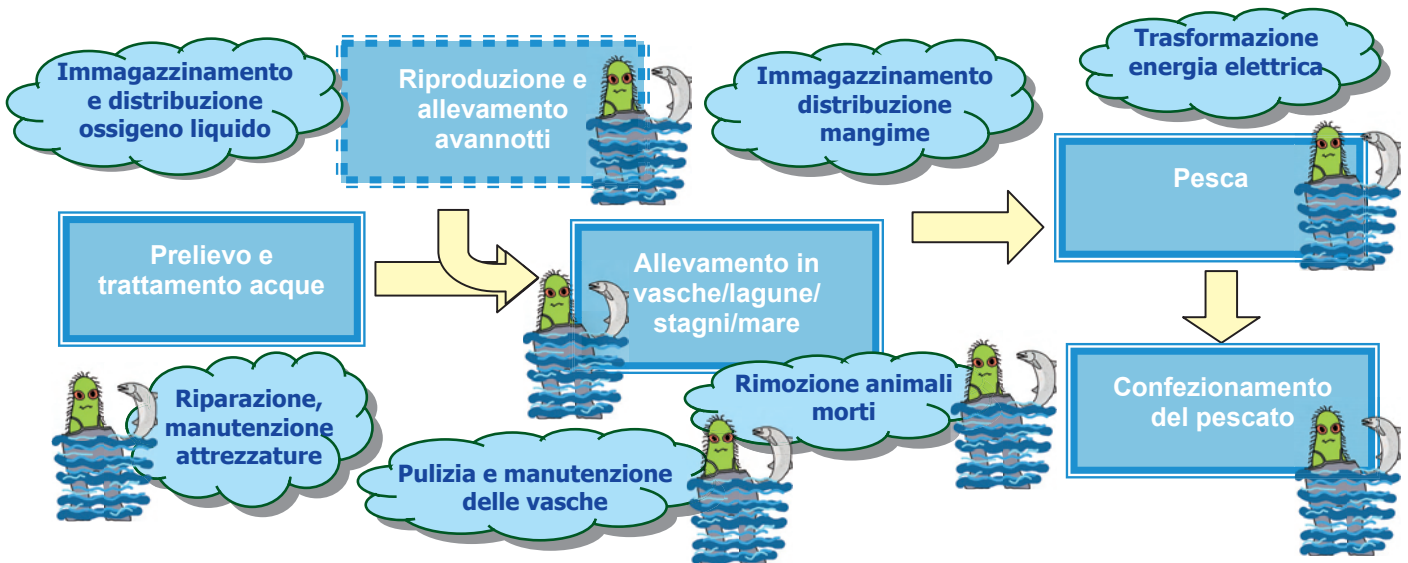 Immagazzinamento
e distribuzione
ossigeno liquido
Riproduzione e
allevamento
avannotti
Immagazzinamento
distribuzione
mangime
Trasformazione
energia elettrica
Prelievo e
trattamento acque
Allevamento in
vasche/lagune/
stagni/mare
Pesca
Riparazione,
manutenzione
attrezzature
Pulizia e manutenzione
delle vasche
Rimozione animali
morti
Confezionamento
del pescato